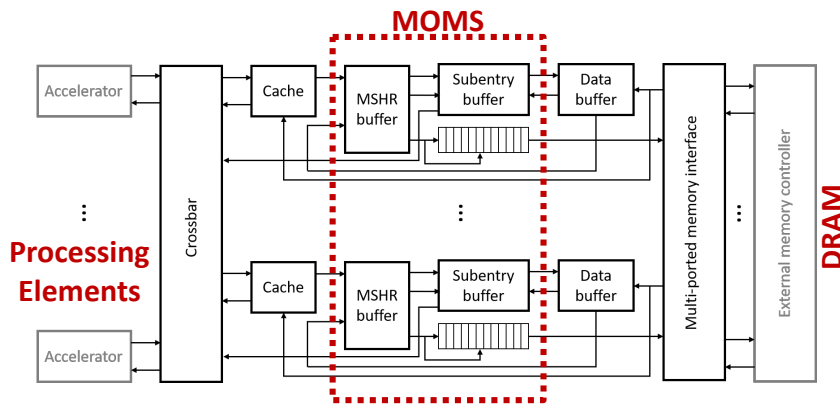 MOMS
Accelerator
Cache
MSHR
buffer
Subentry
buffer
Data
buffer
...
...
...
Processing
Elements
Crossbar
Multi-ported memory interface
External memory controller
DRAM
Cache
MSHR
buffer
Subentry
buffer
Data
buffer
Accelerator